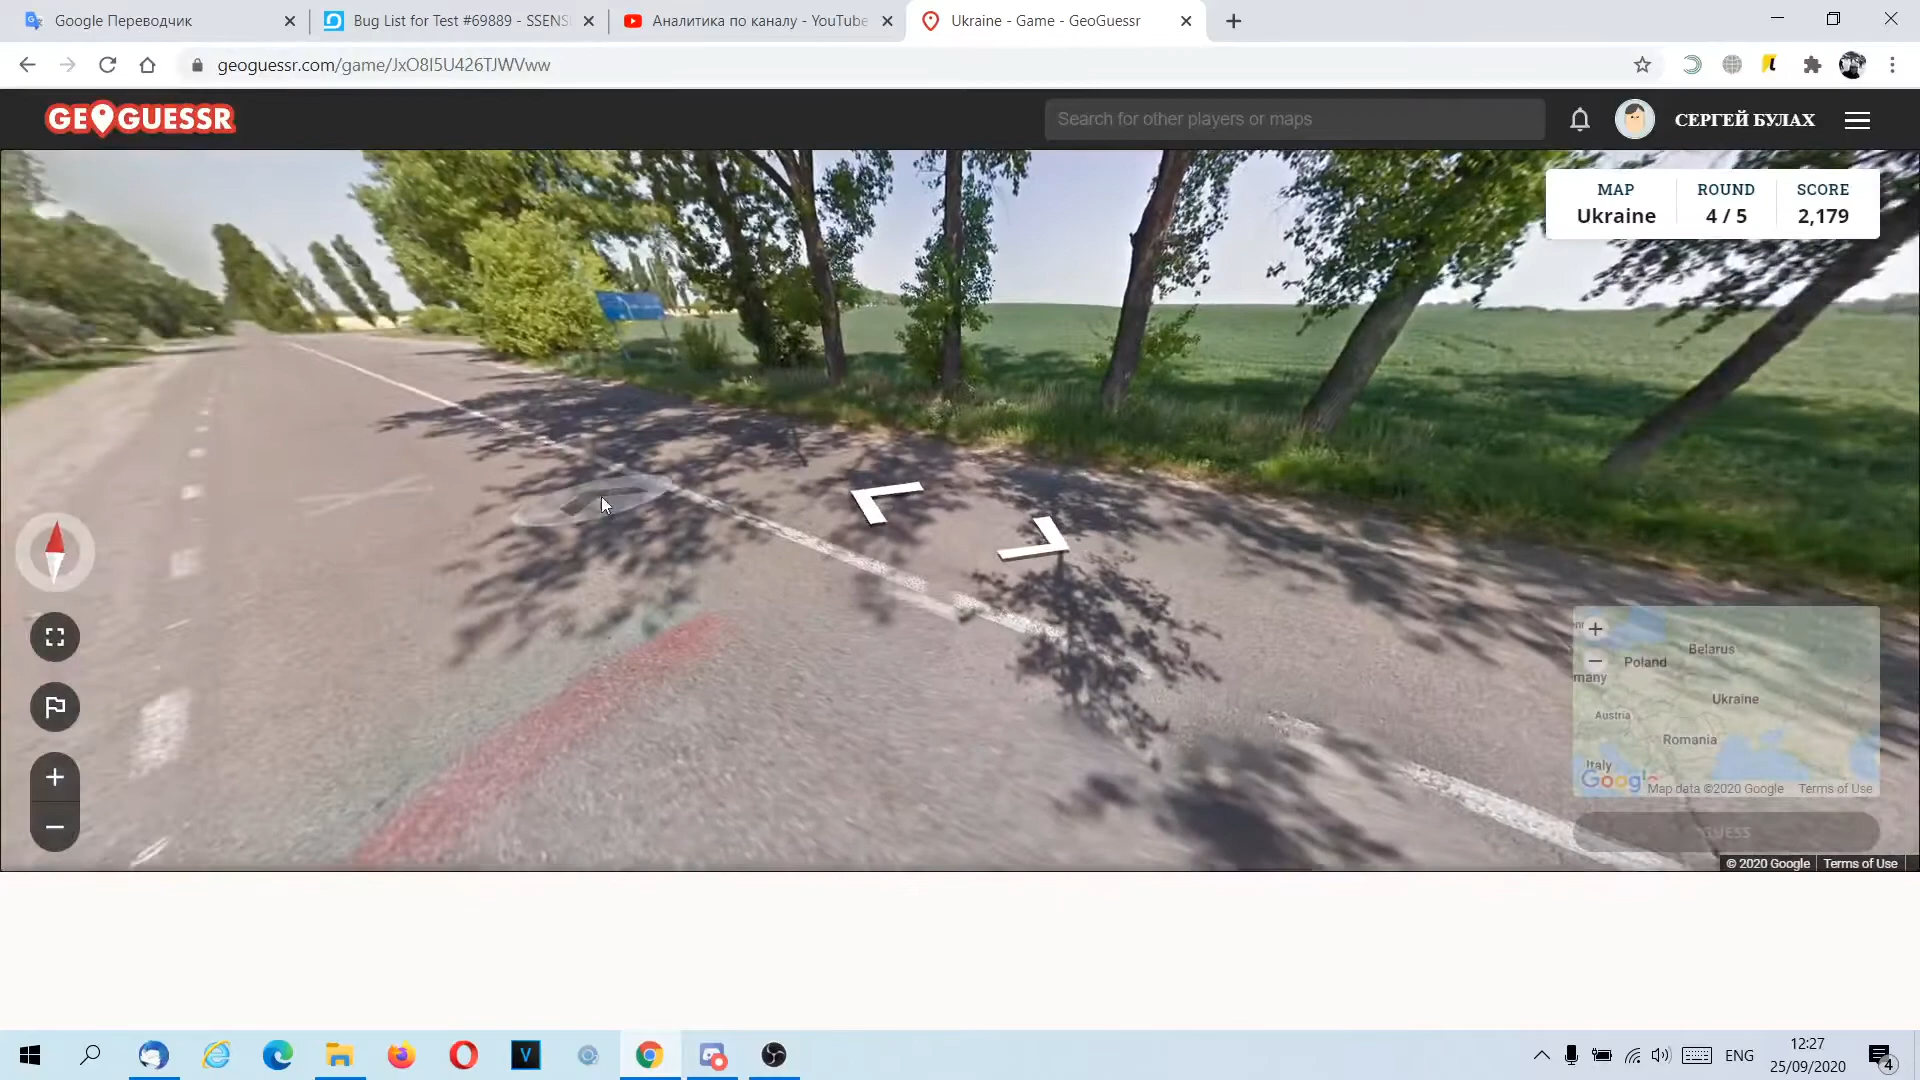 Google Переводчик
Bug List for Test #69889 - SSENS
Аналитика по каналу - YouTube
Ukraine - Game - GeoGuessr
geoguessr.com/game/JxO8I5U426TJWVww
GEOGUESSR
Search for other players or maps
СЕРГЕЙ БУЛАХ
MAP
ROUND
SCORE
Ukraine
4 / 5
2,179
Belarus
Poland
many
Ukraine
Austria
Romania
Italy
Google
Map data ©2020 Google
Terms of Use
GUESS
© 2020 Google
Terms of Use
ENG
12:27
25/09/2020
4